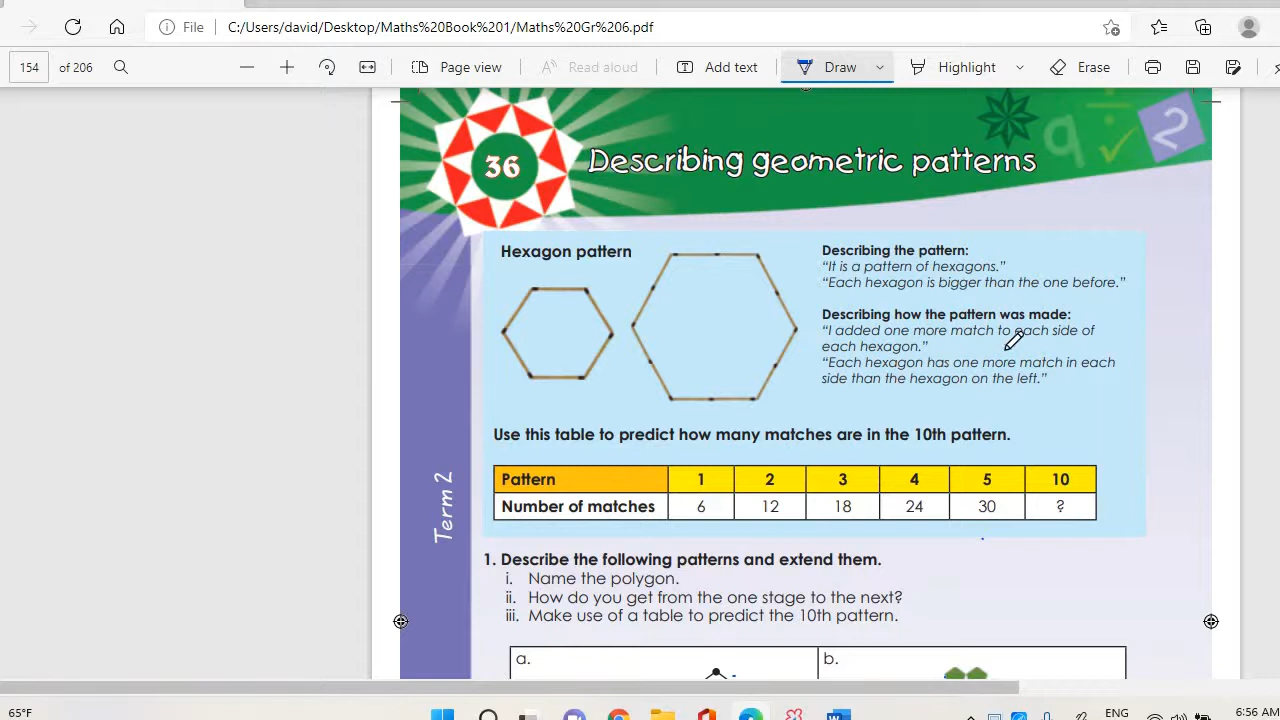 File C:/Users/david/Desktop/Maths%20Book%201/Maths%20Gr%206.pdf
154 of 206 Page view Read aloud Add text Draw Highlight Erase
36 Describing geometric patterns
Hexagon pattern
Describing the pattern:
“It is a pattern of hexagons.”
“Each hexagon is bigger than the one before.”
Describing how the pattern was made:
“I added one more match to each side of
each hexagon.”
“Each hexagon has one more match in each
side than the hexagon on the left.”
Use this table to predict how many matches are in the 10th pattern.
Pattern 1 2 3 4 5 10
Number of matches 6 12 18 24 30 ?
Term 2
1. Describe the following patterns and extend them.
i. Name the polygon.
ii. How do you get from the one stage to the next?
iii. Make use of a table to predict the 10th pattern.
a. b.
65°F ENG 6:56 AM